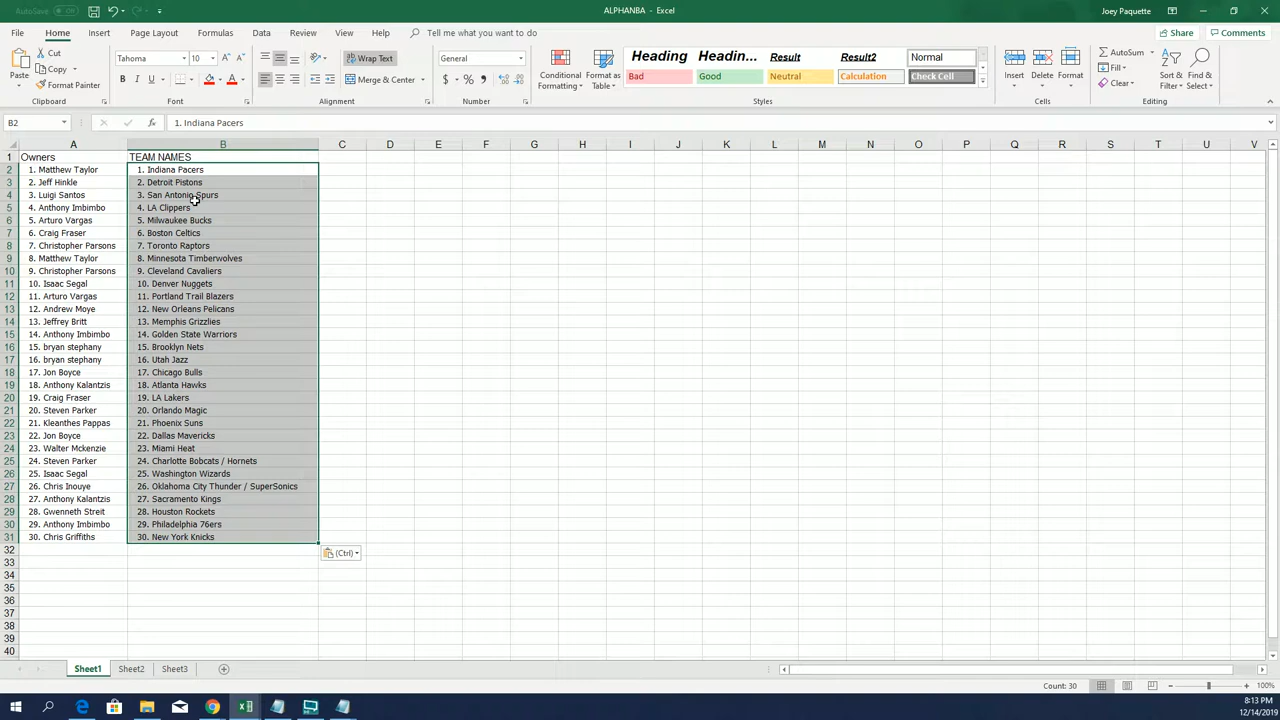 AutoSave Off ALPHANBA - Excel Joey Paquette
File Home Insert Page Layout Formulas Data Review View Help Tell me what you want to do Share Comments
Paste Cut Copy Format Painter Clipboard
Tahoma 10 B I U A A A Font
Wrap Text Merge & Center Alignment
General $ % Number
Conditional Formatting Format as Table
Heading Headin... Result Result2 Normal
Bad Good Neutral Calculation Check Cell
Styles
Insert Delete Format Cells
AutoSum Fill Clear Sort & Filter Find & Select Editing
B2 fx 1. Indiana Pacers
A B C D E F G H I J K L M N O P Q R S T U V
1 Owners TEAM NAMES
2 1. Matthew Taylor 1. Indiana Pacers
3 2. Jeff Hinkle 2. Detroit Pistons
4 3. Luigi Santos 3. San Antonio Spurs
5 4. Anthony Imbimbo 4. LA Clippers
6 5. Arturo Vargas 5. Milwaukee Bucks
7 6. Craig Fraser 6. Boston Celtics
8 7. Christopher Parsons 7. Toronto Raptors
9 8. Matthew Taylor 8. Minnesota Timberwolves
10 9. Christopher Parsons 9. Cleveland Cavaliers
11 10. Isaac Segal 10. Denver Nuggets
12 11. Arturo Vargas 11. Portland Trail Blazers
13 12. Andrew Moye 12. New Orleans Pelicans
14 13. Jeffrey Britt 13. Memphis Grizzlies
15 14. Anthony Imbimbo 14. Golden State Warriors
16 15. bryan stephany 15. Brooklyn Nets
17 16. bryan stephany 16. Utah Jazz
18 17. Jon Boyce 17. Chicago Bulls
19 18. Anthony Kalantzis 18. Atlanta Hawks
20 19. Craig Fraser 19. LA Lakers
21 20. Steven Parker 20. Orlando Magic
22 21. Kleanthes Pappas 21. Phoenix Suns
23 22. Jon Boyce 22. Dallas Mavericks
24 23. Walter Mckenzie 23. Miami Heat
25 24. Steven Parker 24. Charlotte Bobcats / Hornets
26 25. Isaac Segal 25. Washington Wizards
27 26. Chris Inouye 26. Oklahoma City Thunder / SuperSonics
28 27. Anthony Kalantzis 27. Sacramento Kings
29 28. Gwenneth Streit 28. Houston Rockets
30 29. Anthony Imbimbo 29. Philadelphia 76ers
31 30. Chris Griffiths 30. New York Knicks
32 (Ctrl)
33
34
35
36
37
38
39
40
Sheet1 Sheet2 Sheet3
Count: 30 100%
8:13 PM
12/14/2019